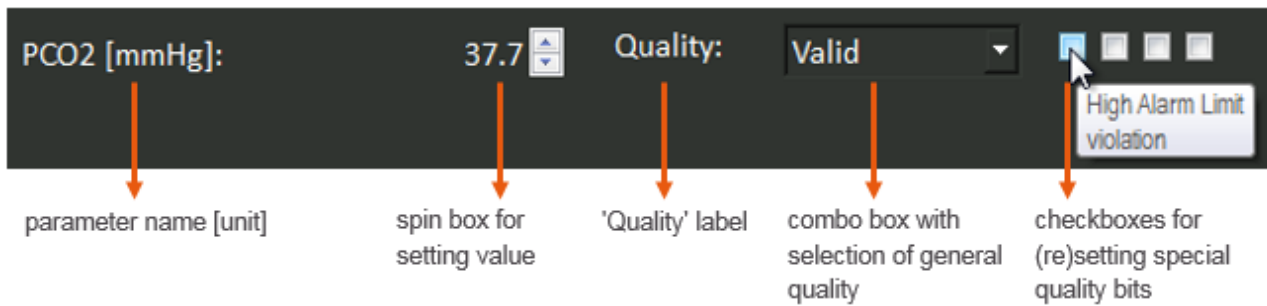 PCO2 [mmHg]: 37.7 Quality: Valid
High Alarm Limit
violation
parameter name [unit]
spin box for
setting value
'Quality' label
combo box with
selection of general
quality
checkboxes for
(re)setting special
quality bits